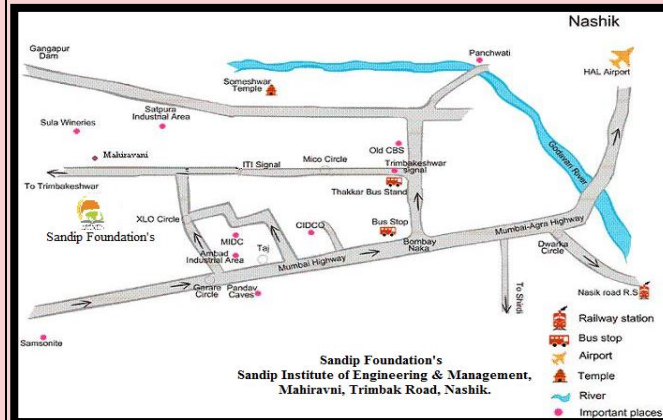 Nashik
Gangapur
Dam
Panchwati
HAL Airport
Someshwar
Temple
Satpura
Industrial Area
Sula Wineries
Old CBS
Mahiravani
ITI Signal
Mico Circle
Trimbakeshwar
signal
To Trimbakeshwar
Thakkar Bus Stand
Godavari River
XLO Circle
Sandip Foundation's
MIDC
CIDCO
Bus Stop
Mumbai-Agra Highway
Ambad
Industrial Area
Taj
Bombay
Naka
Dwarka
Circle
Mumbai Highway
Garare
Circle
Pandav
Caves
To Shirdi
Nasik road R.S
Samsonite
Railway station
Bus stop
Airport
Temple
River
Important places
Sandip Foundation's
Sandip Institute of Engineering & Management,
Mahiravni, Trimbak Road, Nashik.